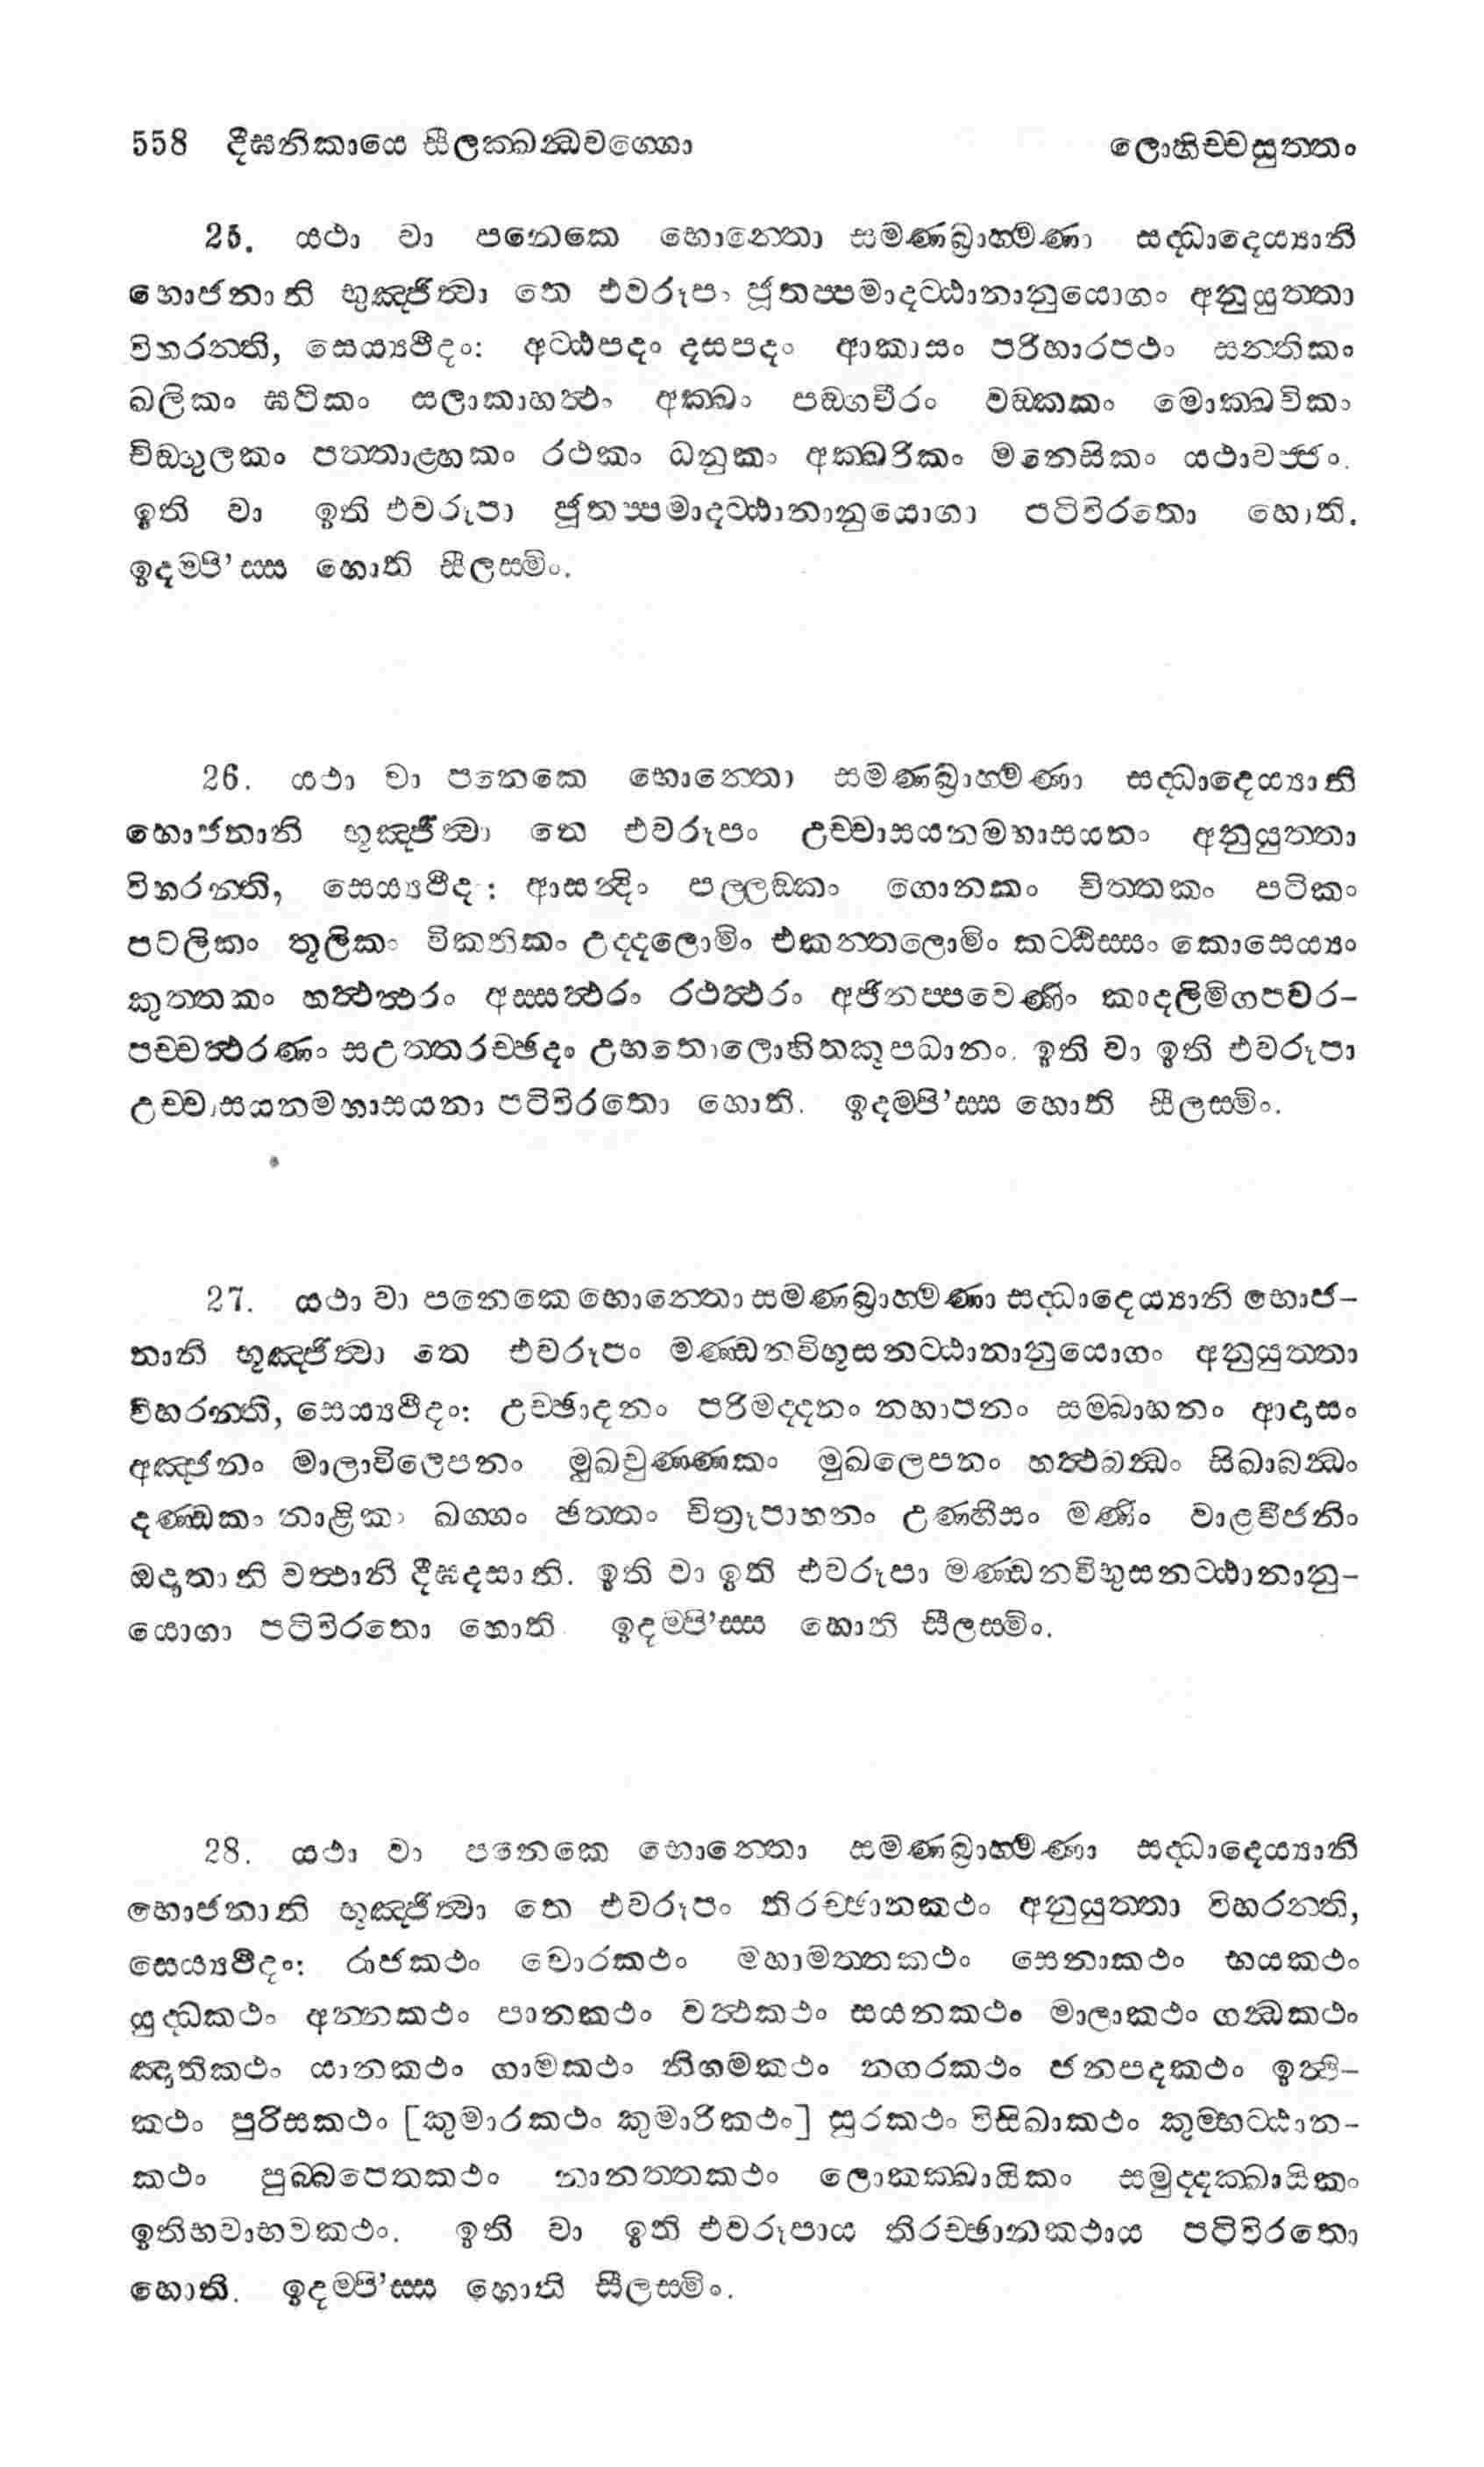 558 දීඝනිකායෙ සීලක්ඛන්ධවග්ගො ලොහිච්චසුත්තං
25. යථා වා පනෙකෙ භොන්තො සමණබ්‍රාහ්මණා සද්ධාදෙය්‍යානි
භොජනානි භුඤ්ජිත්‍වා තෙ එවරූපං ජූතප්පමාදට්ඨානානුයොගං අනුයුත්තා
විහරන්ති, සෙය්‍යථීදං: අට්ඨපදං දසපදං ආකාසං පරිහාරපථං සන්තිකං
ඛලිකං ඝටිකං සලාකාහත්ථං අක්ඛං පඞ්ගචීරං වඞ්කකං මොක්ඛචිකං
චිඞ්ගුලකං පත්තාළ්හකං රථකං ධනුකං අක්ඛරිකං මනෙසිකං යථාවජ්ජං.
ඉති වා ඉති එවරූපා ජූතප්පමාදට්ඨානානුයොගා පටිවිරතො හොති.
ඉදම්පි’ස්ස හොති සීලස්මිං.
26. යථා වා පනෙකෙ භොන්තො සමණබ්‍රාහ්මණා සද්ධාදෙය්‍යානි
භොජනානි භූඤ්ජිත්‍වා තෙ එවරූපං උච්චාසයනමහාසයනං අනුයුත්තා
විහරන්ති, සෙය්‍යථීදං: ආසන්දිං පල්ලඞ්කං ගොනකං චිත්තකං පටිකං
පටලිකං තූලිකං විකතිකං උද්දලොමිං එකන්තලොමිං කට්ඨිස්සං කොසෙය්‍යං
කුත්තකං හත්ථත්ථරං අස්සත්ථරං රථත්ථරං අජිනප්පවෙණිං කාදලිමිගපවර-
පච්චත්ථරණං සඋත්තරච්ඡදං උභතොලොහිතකූපධානං. ඉති වා ඉති එවරූපා
උච්චාසයනමහාසයනා පටිවිරතො හොති. ඉදම්පි’ස්ස හොති සීලස්මිං.
27. යථා වා පනෙකෙ භොන්තො සමණබ්‍රාහ්මණා සද්ධාදෙය්‍යානි භොජ-
නානි භූඤ්ජිත්‍වා තෙ එවරූපං මණ්ඩනවිභූසනට්ඨානානුයොගං අනුයුත්තා
විහරන්ති, සෙය්‍යථීදං: උච්ඡාදනං පරිමද්දනං නහාපනං සම්බාහනං ආදාසං
අඤ්ජනං මාලාවිලෙපනං මුඛචුණ්ණකං මුඛලෙපනං හත්ථබන්ධං සිඛාබන්ධං
දණ්ඩකං නාළිකං ඛග්ගං ඡත්තං චිත්‍රූපාහනං උණ්හීසං මණිං වාළවීජනිං
ඔදාතානි වත්ථානි දීඝදසානි. ඉති වා ඉති එවරූපා මණ්ඩනවිභූසනට්ඨානානු-
යොගා පටිවිරතො හොති. ඉදම්පි’ස්ස හොති සීලස්මිං.
28. යථා වා පනෙකෙ භොන්තො සමණබ්‍රාහ්මණා සද්ධාදෙය්‍යානි
භොජනානි භූඤ්ජිත්‍වා තෙ එවරූපං තිරච්ඡානකථං අනුයුත්තා විහරන්ති,
සෙය්‍යථීදං: රාජකථං චොරකථං මහාමත්තකථං සෙනාකථං භයකථං
යුද්ධකථං අන්නකථං පානකථං වත්ථකථං සයනකථං මාලාකථං ගන්ධකථං
ඤාතිකථං යානකථං ගාමකථං නිගමකථං නගරකථං ජනපදකථං ඉත්ථි-
කථං පුරිසකථං [කුමාරකථං කුමාරිකථං] සූරකථං විසිඛාකථං කුම්භට්ඨාන-
කථං පුබ්බපෙතකථං නානත්තකථං ලොකක්ඛායිකං සමුද්දක්ඛායිකං
ඉතිභවාභවකථං. ඉති වා ඉති එවරූපාය තිරච්ඡානකථාය පටිවිරතො
හොති. ඉදම්පි’ස්ස හොති සීලස්මිං.